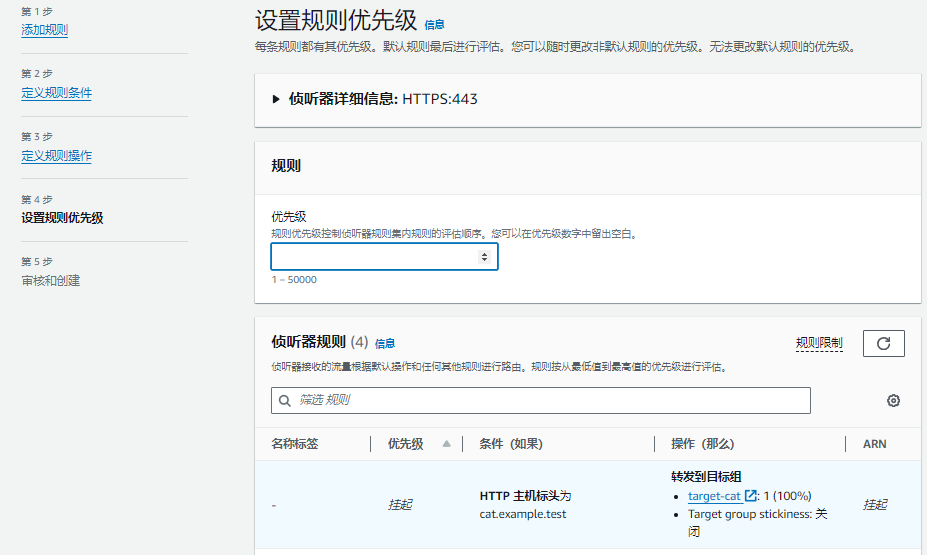 第 1 步
添加规则
第 2 步
定义规则条件
第 3 步
定义规则操作
第 4 步
设置规则优先级
第 5 步
审核和创建
设置规则优先级 信息
每条规则都有其优先级。默认规则最后进行评估。您可以随时更改非默认规则的优先级。无法更改默认规则的优先级。
侦听器详细信息: HTTPS:443
规则
优先级
规则优先级控制侦听器规则集内规则的评估顺序。您可以在优先级数字中留出空白。
1 – 50000
侦听器规则 (4) 信息
规则限制
侦听器接收的流量根据默认操作和任何其他规则进行路由。规则按从最低值到最高值的优先级进行评估。
筛选 规则
名称标签 优先级 条件（如果） 操作（那么） ARN
- 挂起 HTTP 主机标头为 cat.example.test
转发到目标组
target-cat : 1 (100%)
Target group stickiness: 关
闭
挂起